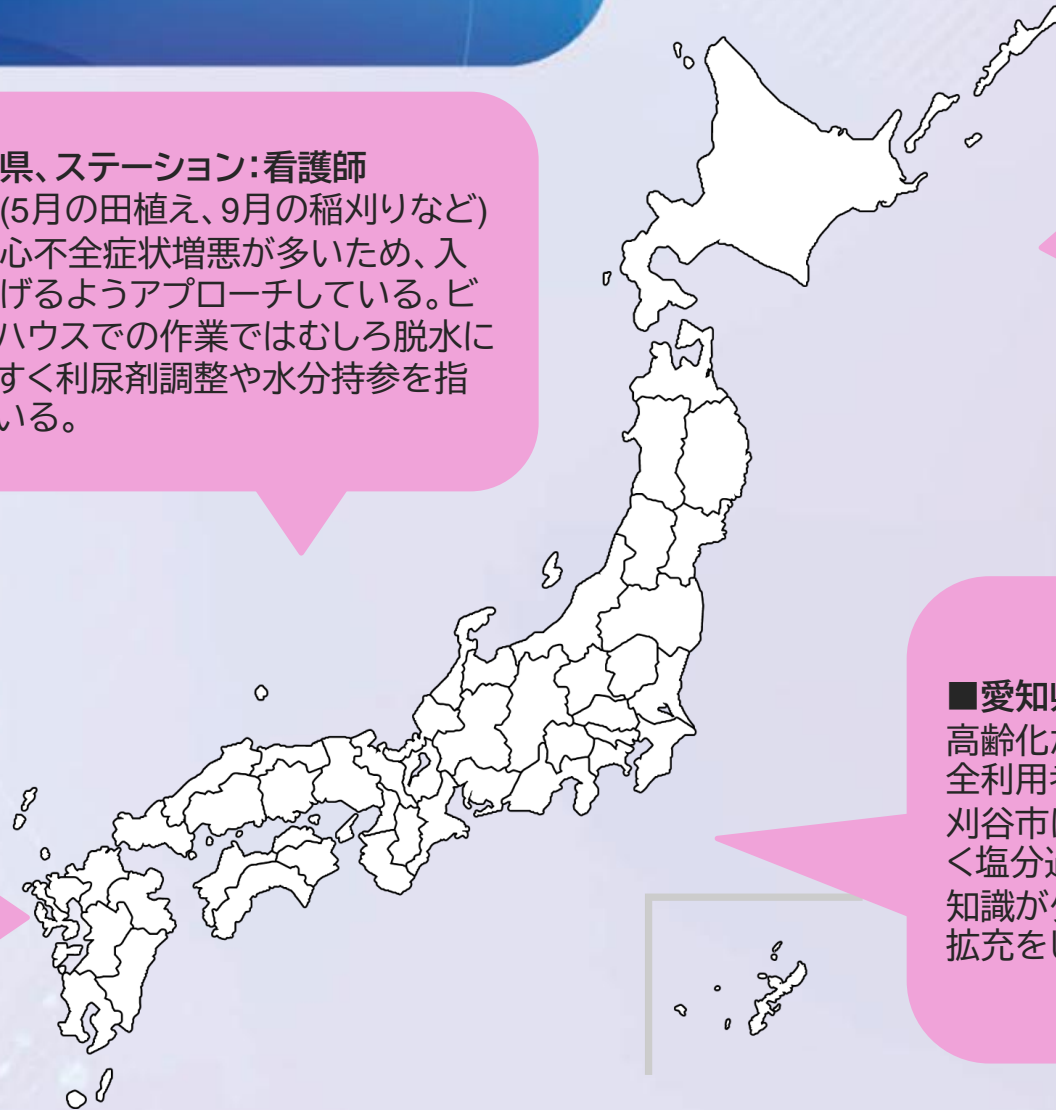 県、ステーション：看護師
(5月の田植え、9月の稲刈りなど)
心不全症状増悪が多いため、入
げるようアプローチしている。ビ
ハウスでの作業ではむしろ脱水に
すく利尿剤調整や水分持参を指
いる。
■愛知
高齢化
全利用
刈谷市
く塩分
知識が
拡充を